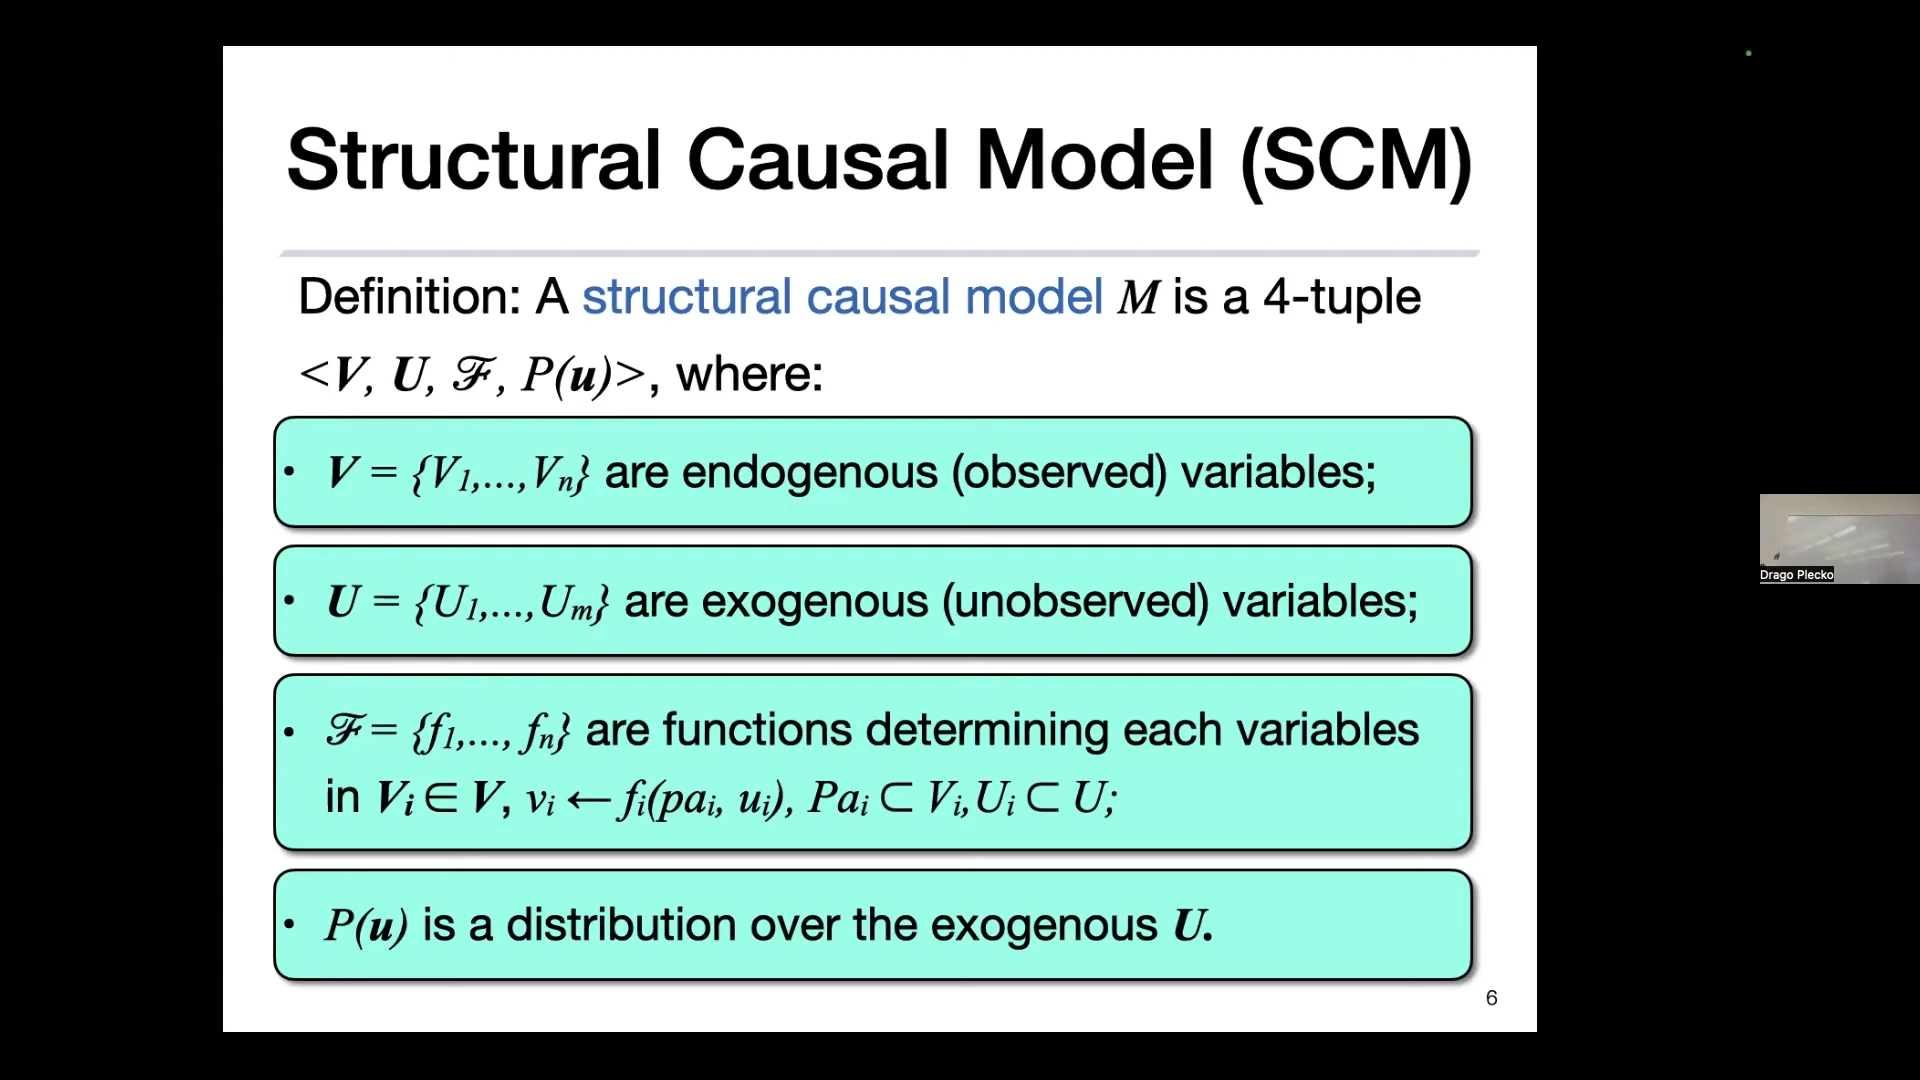 Structural Causal Model (SCM)
Definition: A structural causal model M is a 4-tuple
<V, U, ℱ, P(u)>, where:
• V = {V₁,..., Vₙ} are endogenous (observed) variables;
• U = {U₁,..., Uₘ} are exogenous (unobserved) variables;
• ℱ = {f₁,..., fₙ} are functions determining each variables
in Vᵢ ∈ V, vᵢ ← fᵢ(paᵢ, uᵢ), Paᵢ ⊂ Vᵢ, Uᵢ ⊂ U;
• P(u) is a distribution over the exogenous U.
6
Drago Plecko